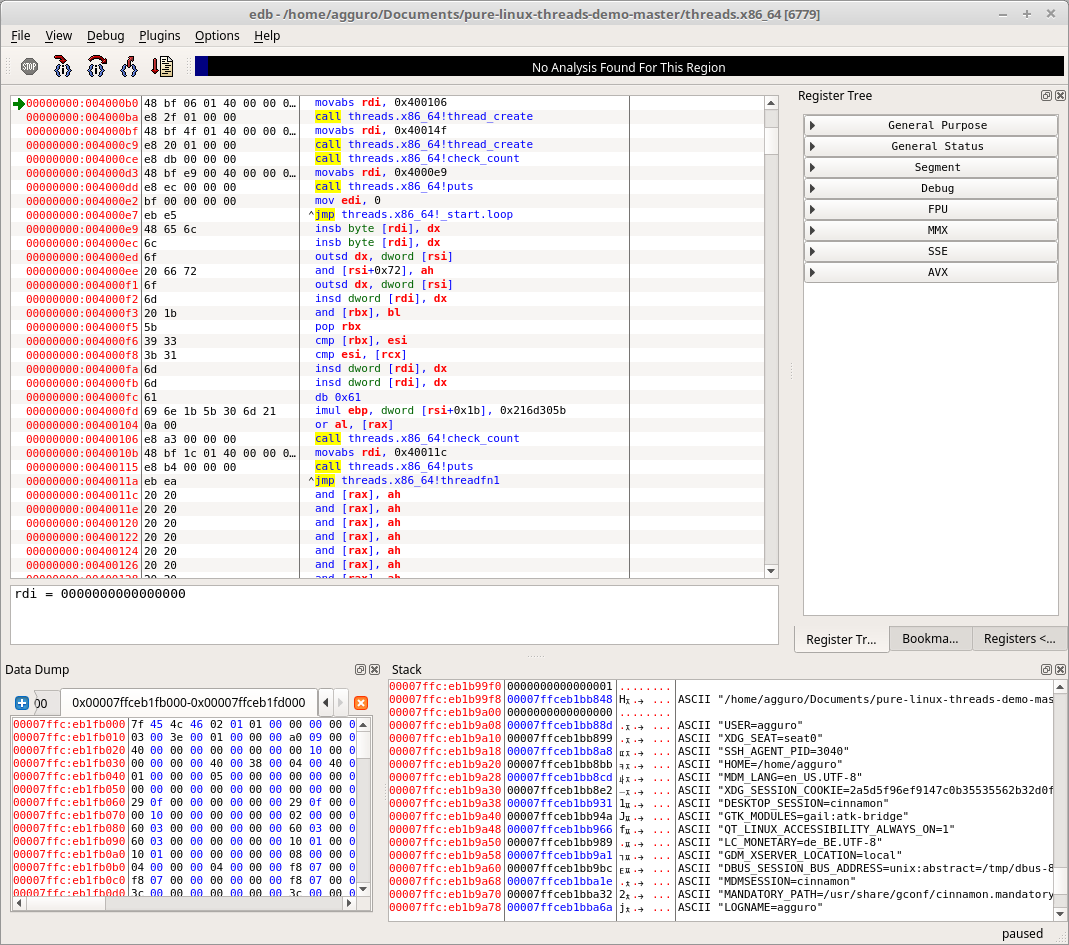 edb - /home/agguro/Documents/pure-linux-threads-demo-master/threads.x86_64 [6779]
File View Debug Plugins Options Help
STOP
No Analysis Found For This Region
00000000:004000b0 48 bf 06 01 40 00 00 0… movabs rdi, 0x400106
00000000:004000ba e8 2f 01 00 00 call threads.x86_64!thread_create
00000000:004000bf 48 bf 4f 01 40 00 00 0… movabs rdi, 0x40014f
00000000:004000c9 e8 20 01 00 00 call threads.x86_64!thread_create
00000000:004000ce e8 db 00 00 00 call threads.x86_64!check_count
00000000:004000d3 48 bf e9 00 40 00 00 0… movabs rdi, 0x4000e9
00000000:004000dd e8 ec 00 00 00 call threads.x86_64!puts
00000000:004000e2 bf 00 00 00 00 mov edi, 0
00000000:004000e7 eb e5 ^jmp threads.x86_64!_start.loop
00000000:004000e9 48 65 6c insb byte [rdi], dx
00000000:004000ec 6c insb byte [rdi], dx
00000000:004000ed 6f outsd dx, dword [rsi]
00000000:004000ee 20 66 72 and [rsi+0x72], ah
00000000:004000f1 6f outsd dx, dword [rsi]
00000000:004000f2 6d insd dword [rdi], dx
00000000:004000f3 20 1b and [rbx], bl
00000000:004000f5 5b pop rbx
00000000:004000f6 39 33 cmp [rbx], esi
00000000:004000f8 3b 31 cmp esi, [rcx]
00000000:004000fa 6d insd dword [rdi], dx
00000000:004000fb 6d insd dword [rdi], dx
00000000:004000fc 61 db 0x61
00000000:004000fd 69 6e 1b 5b 30 6d 21 imul ebp, dword [rsi+0x1b], 0x216d305b
00000000:00400104 0a 00 or al, [rax]
00000000:00400106 e8 a3 00 00 00 call threads.x86_64!check_count
00000000:0040010b 48 bf 1c 01 40 00 00 0… movabs rdi, 0x40011c
00000000:00400115 e8 b4 00 00 00 call threads.x86_64!puts
00000000:0040011a eb ea ^jmp threads.x86_64!threadfn1
00000000:0040011c 20 20 and [rax], ah
00000000:0040011e 20 20 and [rax], ah
00000000:00400120 20 20 and [rax], ah
00000000:00400122 20 20 and [rax], ah
00000000:00400124 20 20 and [rax], ah
00000000:00400126 20 20 and [rax], ah
00000000:00400128 20 20 and [rax], ah
rdi = 0000000000000000
Register Tree
General Purpose
General Status
Segment
Debug
FPU
MMX
SSE
AVX
Register Tr... Bookma... Registers <...
Data Dump
00 0x00007ffceb1fb000-0x00007ffceb1fd000
00007ffc:eb1fb000 7f 45 4c 46 02 01 01 00 00 00 00 0
00007ffc:eb1fb010 03 00 3e 00 01 00 00 00 a0 09 00 0
00007ffc:eb1fb020 40 00 00 00 00 00 00 00 00 10 00 0
00007ffc:eb1fb030 00 00 00 00 40 00 38 00 04 00 40 0
00007ffc:eb1fb040 01 00 00 00 05 00 00 00 00 00 00 0
00007ffc:eb1fb050 00 00 00 00 00 00 00 00 00 00 00 0
00007ffc:eb1fb060 29 0f 00 00 00 00 00 00 29 0f 00 0
00007ffc:eb1fb070 00 10 00 00 00 00 00 00 02 00 00 0
00007ffc:eb1fb080 60 03 00 00 00 00 00 00 60 03 00 0
00007ffc:eb1fb090 60 03 00 00 00 00 00 00 10 01 00 0
00007ffc:eb1fb0a0 10 01 00 00 00 00 00 00 08 00 00 0
00007ffc:eb1fb0b0 04 00 00 00 04 00 00 00 f8 07 00 0
00007ffc:eb1fb0c0 f8 07 00 00 00 00 00 00 f8 07 00 0
00007ffc:eb1fb0d0 3c 00 00 00 00 00 00 00 3c 00 00 0
Stack
00007ffc:eb1b99f0 0000000000000001 ........
00007ffc:eb1b99f8 00007ffceb1bb848 ASCII "/home/agguro/Documents/pure-linux-threads-demo-mas
00007ffc:eb1b9a00 0000000000000000 ........
00007ffc:eb1b9a08 00007ffceb1bb88d ASCII "USER=agguro"
00007ffc:eb1b9a10 00007ffceb1bb899 ASCII "XDG_SEAT=seat0"
00007ffc:eb1b9a18 00007ffceb1bb8a8 ASCII "SSH_AGENT_PID=3040"
00007ffc:eb1b9a20 00007ffceb1bb8bb ASCII "HOME=/home/agguro"
00007ffc:eb1b9a28 00007ffceb1bb8cd ASCII "MDM_LANG=en_US.UTF-8"
00007ffc:eb1b9a30 00007ffceb1bb8e2 ASCII "XDG_SESSION_COOKIE=2a5d5f96ef9147c0b35535562b32d0f
00007ffc:eb1b9a38 00007ffceb1bb931 ASCII "DESKTOP_SESSION=cinnamon"
00007ffc:eb1b9a40 00007ffceb1bb94a ASCII "GTK_MODULES=gail:atk-bridge"
00007ffc:eb1b9a48 00007ffceb1bb966 ASCII "QT_LINUX_ACCESSIBILITY_ALWAYS_ON=1"
00007ffc:eb1b9a50 00007ffceb1bb989 ASCII "LC_MONETARY=de_BE.UTF-8"
00007ffc:eb1b9a58 00007ffceb1bb9a1 ASCII "GDM_XSERVER_LOCATION=local"
00007ffc:eb1b9a60 00007ffceb1bb9bc ASCII "DBUS_SESSION_BUS_ADDRESS=unix:abstract=/tmp/dbus-8
00007ffc:eb1b9a68 00007ffceb1bba1e ASCII "MDMSESSION=cinnamon"
00007ffc:eb1b9a70 00007ffceb1bba32 ASCII "MANDATORY_PATH=/usr/share/gconf/cinnamon.mandatory
00007ffc:eb1b9a78 00007ffceb1bba6a ASCII "LOGNAME=agguro"
paused